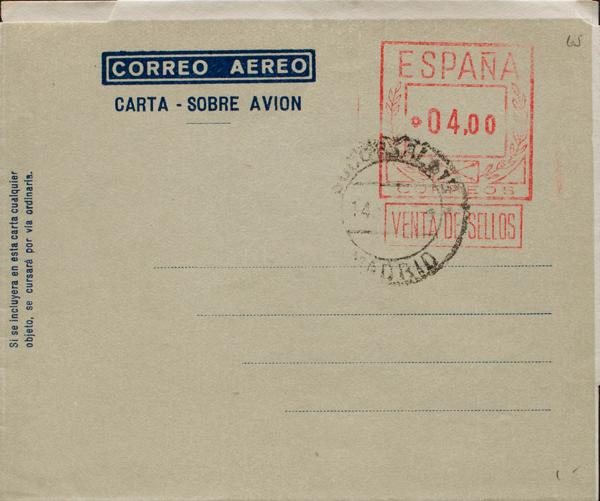 CORREO AEREO
CARTA - SOBRE AVION
ESPAÑA
04,00
CORREOS
VENTA DE SELLOS
14
MADRID
Si se incluyera en esta carta cualquier
objeto, se cursará por vía ordinaria.